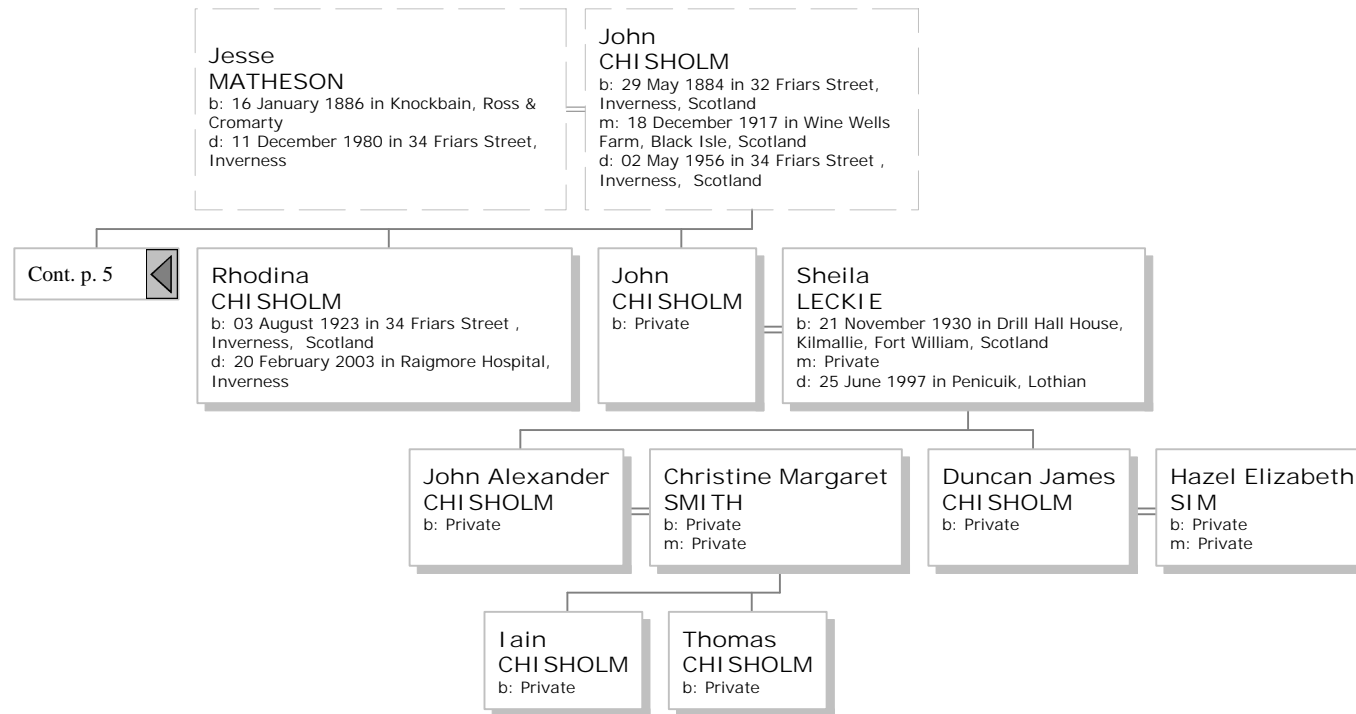 Jesse
MATHESON
b: 16 January 1886 in Knockbain, Ross &
Cromarty
d: 11 December 1980 in 34 Friars Street,
Inverness
John
CHISHOLM
b: 29 May 1884 in 32 Friars Street,
Inverness, Scotland
m: 18 December 1917 in Wine Wells
Farm, Black Isle, Scotland
d: 02 May 1956 in 34 Friars Street ,
Inverness, Scotland
Cont. p. 5
Rhodina
CHISHOLM
b: 03 August 1923 in 34 Friars Street ,
Inverness, Scotland
d: 20 February 2003 in Raigmore Hospital,
Inverness
John
CHISHOLM
b: Private
Sheila
LECKIE
b: 21 November 1930 in Drill Hall House,
Kilmallie, Fort William, Scotland
m: Private
d: 25 June 1997 in Penicuik, Lothian
John Alexander
CHISHOLM
b: Private
Christine Margaret
SMITH
b: Private
m: Private
Duncan James
CHISHOLM
b: Private
Hazel Elizabeth
SIM
b: Private
m: Private
Iain
CHISHOLM
b: Private
Thomas
CHISHOLM
b: Private